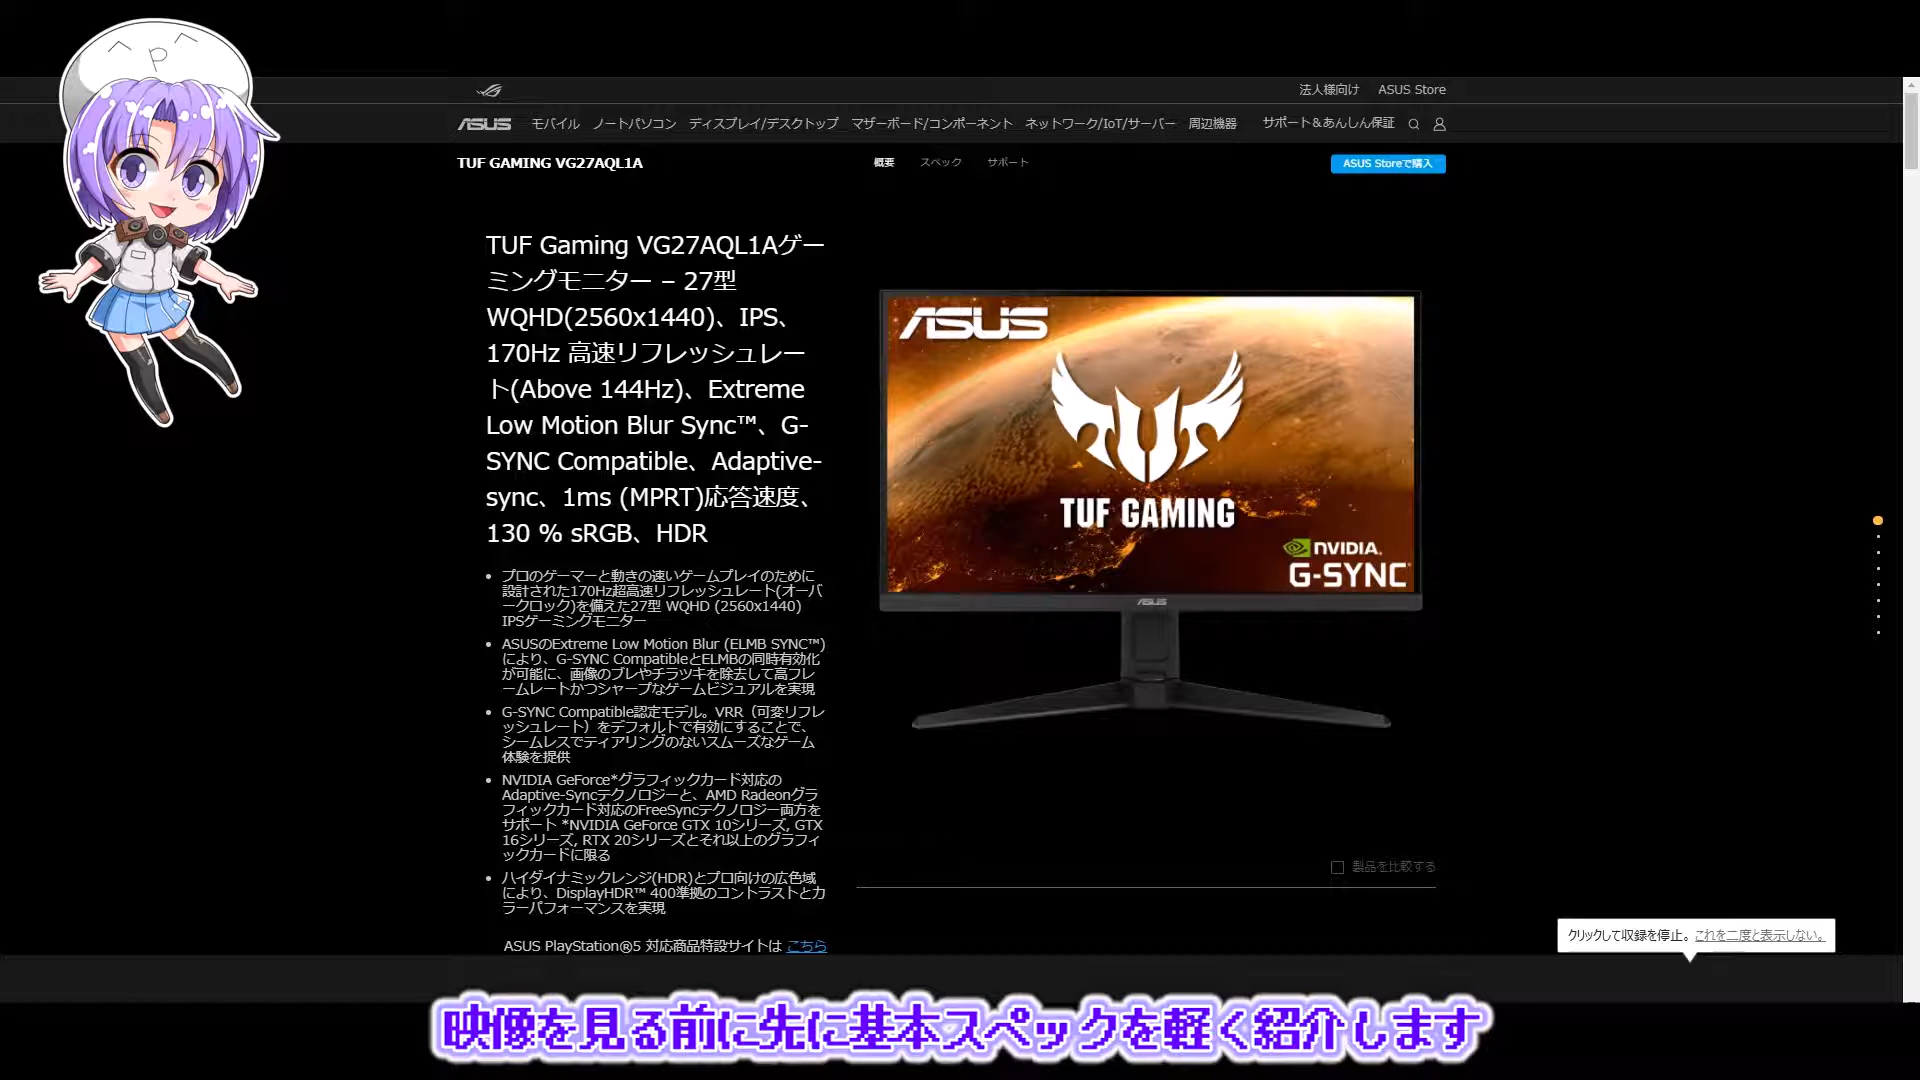 法人様向け ASUS Store
ASUS モバイル ノートパソコン ディスプレイ/デスクトップ マザーボード/コンポーネント ネットワーク/IoT/サーバー 周辺機器 サポート&あんしん保証
TUF GAMING VG27AQL1A 概要 スペック サポート ASUS Storeで購入
TUF Gaming VG27AQL1Aゲー
ミングモニター – 27型
WQHD(2560x1440)、IPS、
170Hz 高速リフレッシュレー
ト(Above 144Hz)、Extreme
Low Motion Blur Sync™、G-
SYNC Compatible、Adaptive-
sync、1ms (MPRT)応答速度、
130 % sRGB、HDR
プロのゲーマーと動きの速いゲームプレイのために
設計された170Hz超高速リフレッシュレート(オーバ
ークロック)を備えた27型 WQHD (2560x1440)
IPSゲーミングモニター
ASUSのExtreme Low Motion Blur (ELMB SYNC™)
により、G-SYNC CompatibleとELMBの同時有効化
が可能に、画像のブレやチラツキを除去して高フレ
ームレートかつシャープなゲームビジュアルを実現
G-SYNC Compatible認定モデル。VRR（可変リフレ
ッシュレート）をデフォルトで有効にすることで、
シームレスでティアリングのないスムーズなゲーム
体験を提供
NVIDIA GeForce*グラフィックカード対応の
Adaptive-Syncテクノロジーと、AMD Radeonグラ
フィックカード対応のFreeSyncテクノロジー両方を
サポート *NVIDIA GeForce GTX 10シリーズ, GTX
16シリーズ, RTX 20シリーズとそれ以上のグラフィ
ックカードに限る
ハイダイナミックレンジ(HDR)とプロ向けの広色域
により、DisplayHDR™ 400準拠のコントラストとカ
ラーパフォーマンスを実現
ASUS PlayStation®5 対応商品特設サイトは こちら
ASUS
TUF GAMING
NVIDIA.
G-SYNC
ASUS
製品を比較する
クリックして収録を停止。 これを二度と表示しない。
P
映像を見る前に先に基本スペックを軽く紹介します